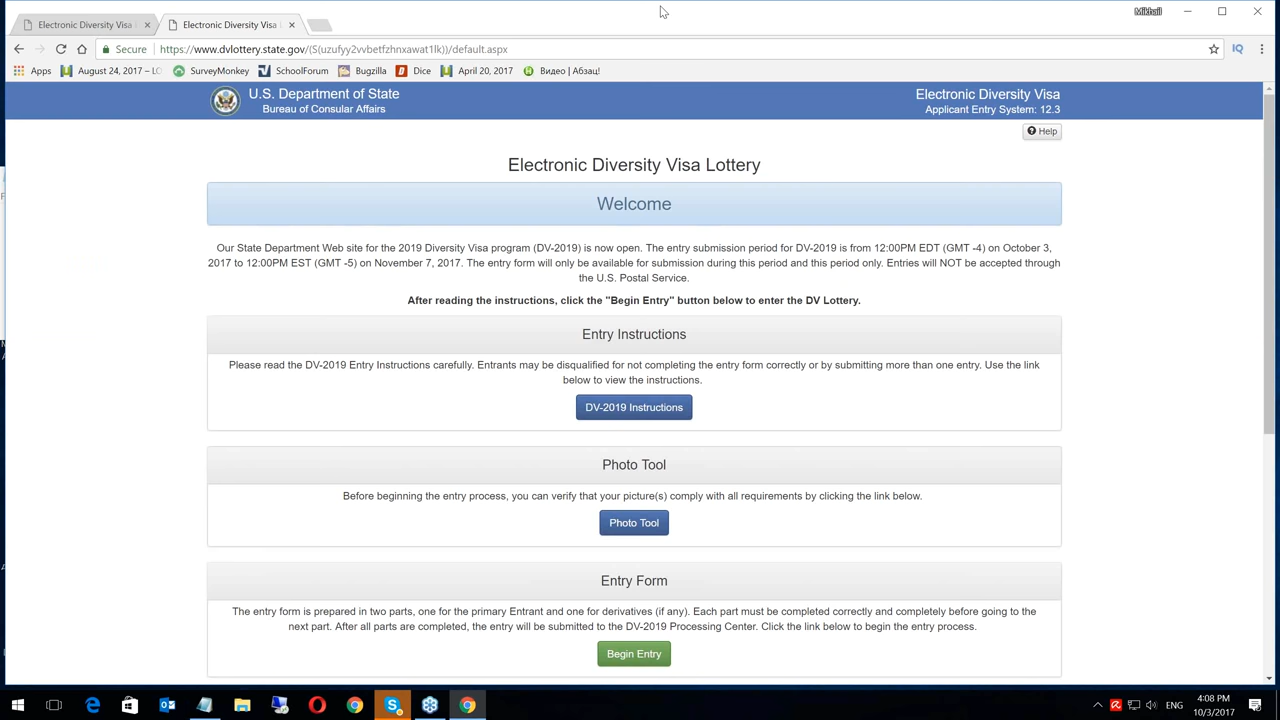 Electronic Diversity Visa
Electronic Diversity Visa
Mikhail
Secure
https://www.dvlottery.state.gov/(S(uzufyy2vvbetfzhnxawat1lk))/default.aspx
IQ
Apps
August 24, 2017 – LO
SurveyMonkey
SchoolForum
Bugzilla
Dice
April 20, 2017
Видео | Абзац!
U.S. Department of State
Bureau of Consular Affairs
Electronic Diversity Visa
Applicant Entry System: 12.3
Help
Electronic Diversity Visa Lottery
Welcome
Our State Department Web site for the 2019 Diversity Visa program (DV-2019) is now open. The entry submission period for DV-2019 is from 12:00PM EDT (GMT -4) on October 3,
2017 to 12:00PM EST (GMT -5) on November 7, 2017. The entry form will only be available for submission during this period and this period only. Entries will NOT be accepted through
the U.S. Postal Service.
After reading the instructions, click the "Begin Entry" button below to enter the DV Lottery.
Entry Instructions
Please read the DV-2019 Entry Instructions carefully. Entrants may be disqualified for not completing the entry form correctly or by submitting more than one entry. Use the link
below to view the instructions.
DV-2019 Instructions
Photo Tool
Before beginning the entry process, you can verify that your picture(s) comply with all requirements by clicking the link below.
Photo Tool
Entry Form
The entry form is prepared in two parts, one for the primary Entrant and one for derivatives (if any). Each part must be completed correctly and completely before going to the
next part. After all parts are completed, the entry will be submitted to the DV-2019 Processing Center. Click the link below to begin the entry process.
Begin Entry
ENG
4:08 PM
10/3/2017